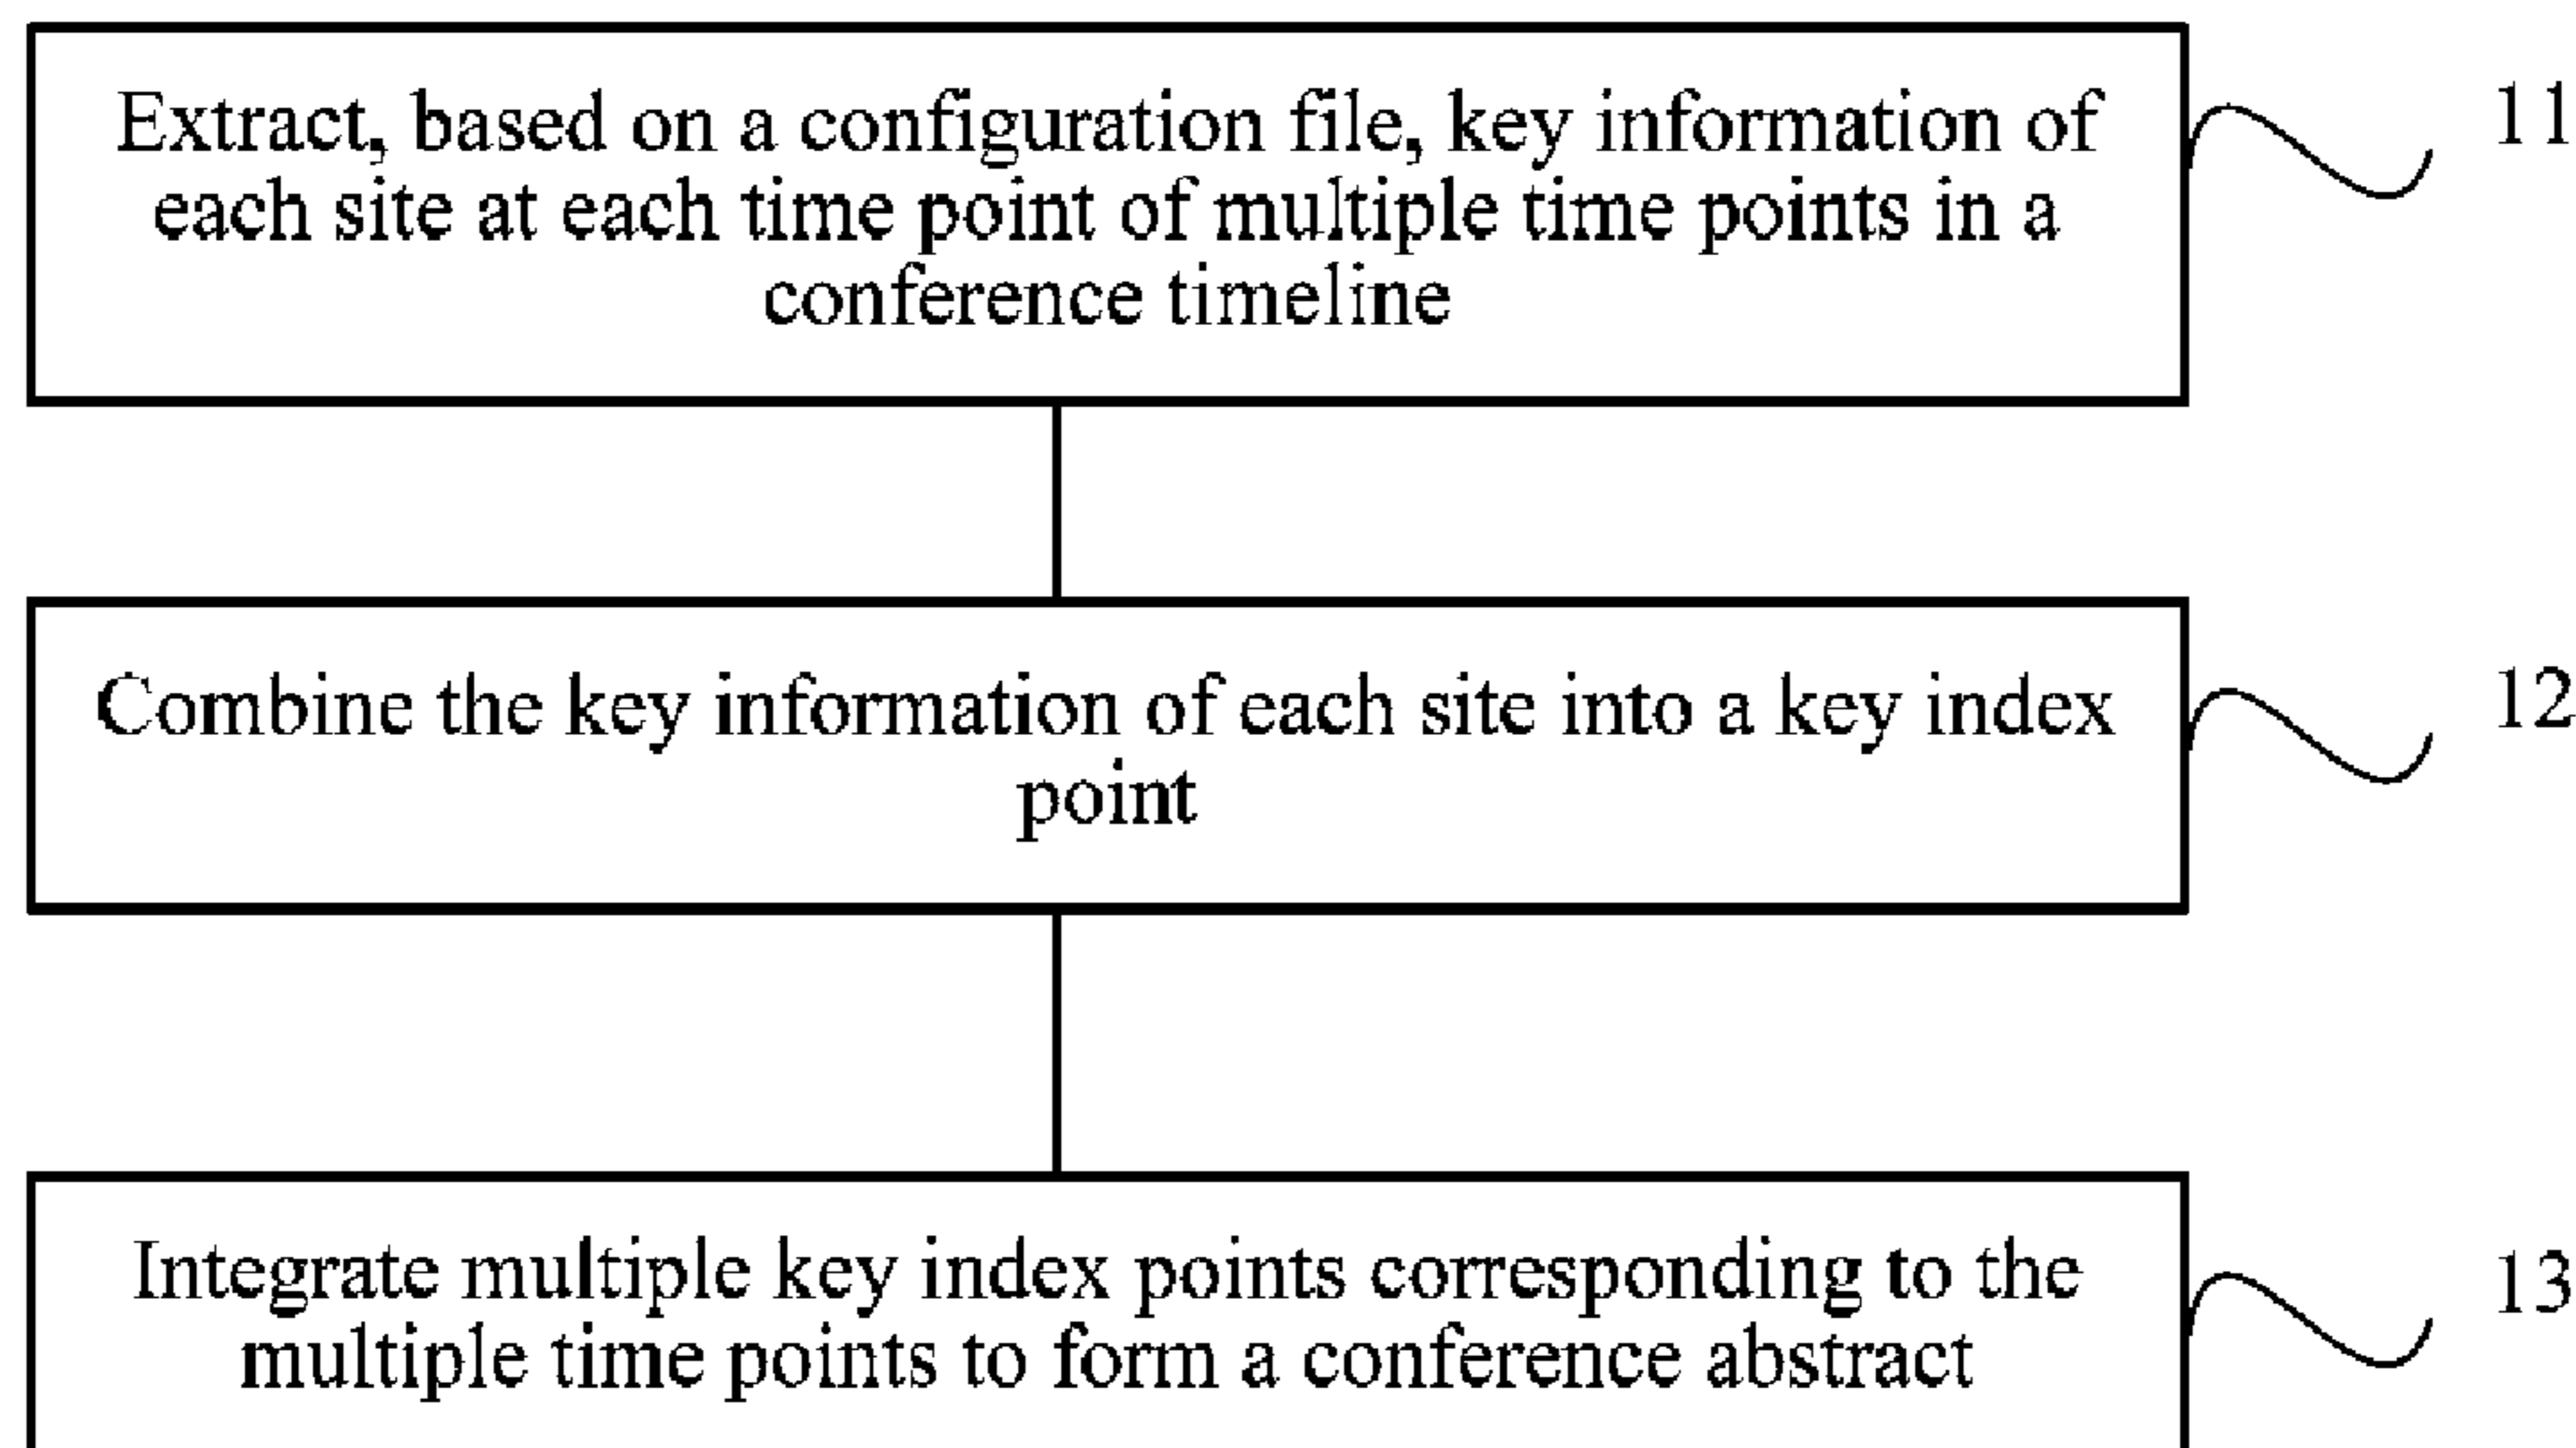 Extract, based on a configuration file, key information of
each site at each time point of multiple time points in a
conference timeline
11
Combine the key information of each site into a key index
point
12
Integrate multiple key index points corresponding to the
multiple time points to form a conference abstract
13